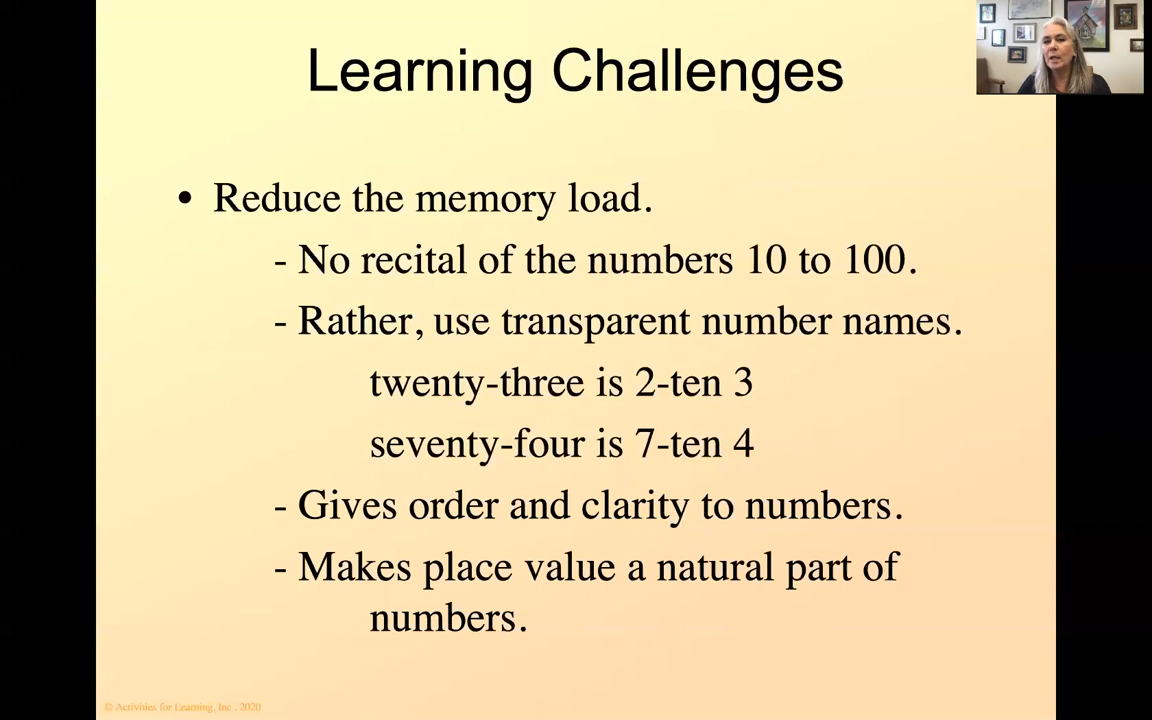 Learning Challenges
• Reduce the memory load.
- No recital of the numbers 10 to 100.
- Rather, use transparent number names.
twenty-three is 2-ten 3
seventy-four is 7-ten 4
- Gives order and clarity to numbers.
- Makes place value a natural part of
numbers.
© Activities for Learning, Inc., 2020